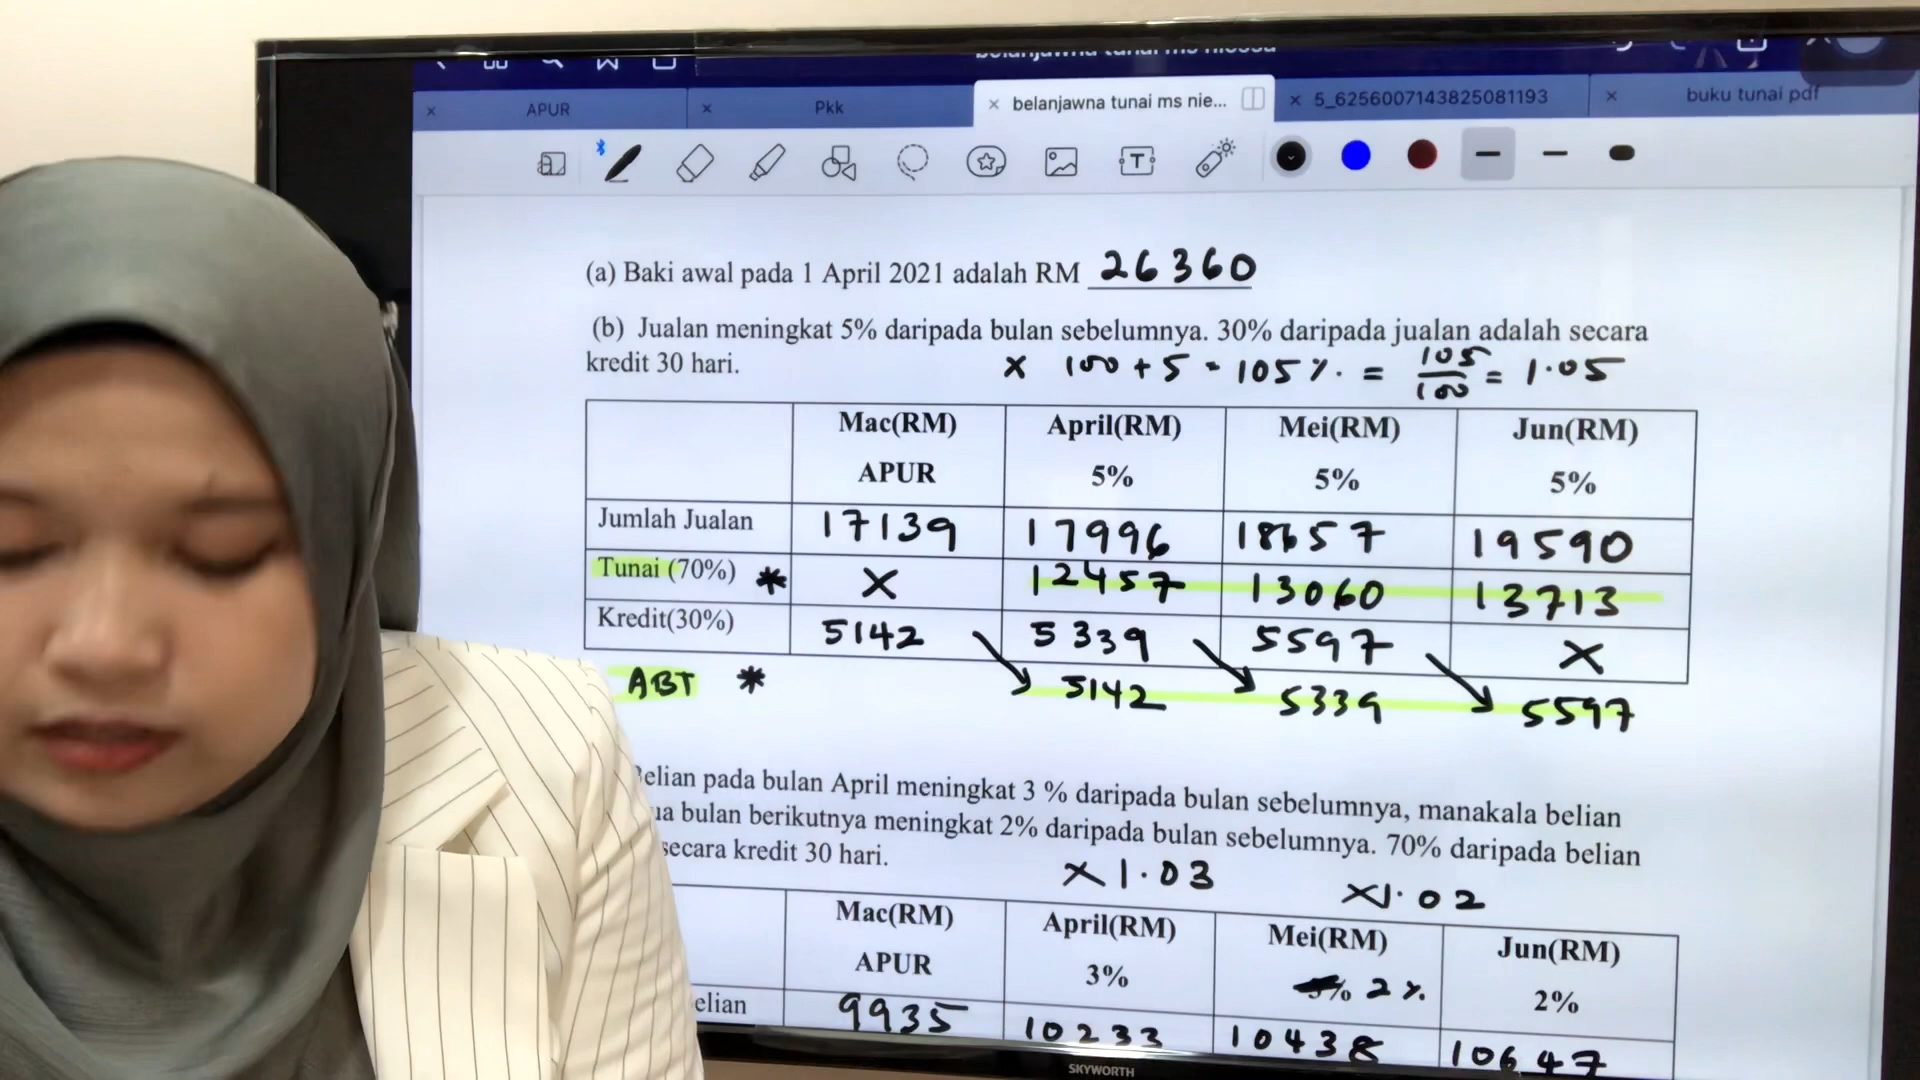 APUR
Pkk
belanjawna tunai ms nie...
5_6256007143825081193
buku tunai pdf
(a) Baki awal pada 1 April 2021 adalah RM 26360
(b) Jualan meningkat 5% daripada bulan sebelumnya. 30% daripada jualan adalah secara
kredit 30 hari.
× 100 + 5 = 105 %. = 105/100 = 1.05
Mac(RM) April(RM) Mei(RM) Jun(RM)
APUR 5% 5% 5%
Jumlah Jualan 17139 17996 18657 19590
Tunai (70%) * X 12457 13060 13713
Kredit(30%) 5142 5339 5597 X
ABT * 5142 5339 5597
elian pada bulan April meningkat 3 % daripada bulan sebelumnya, manakala belian
ua bulan berikutnya meningkat 2% daripada bulan sebelumnya. 70% daripada belian
secara kredit 30 hari.
×1.03 ×1.02
Mac(RM) April(RM) Mei(RM) Jun(RM)
APUR 3% 2%. 2%
elian 9935 10233 10438 10647
SKYWORTH